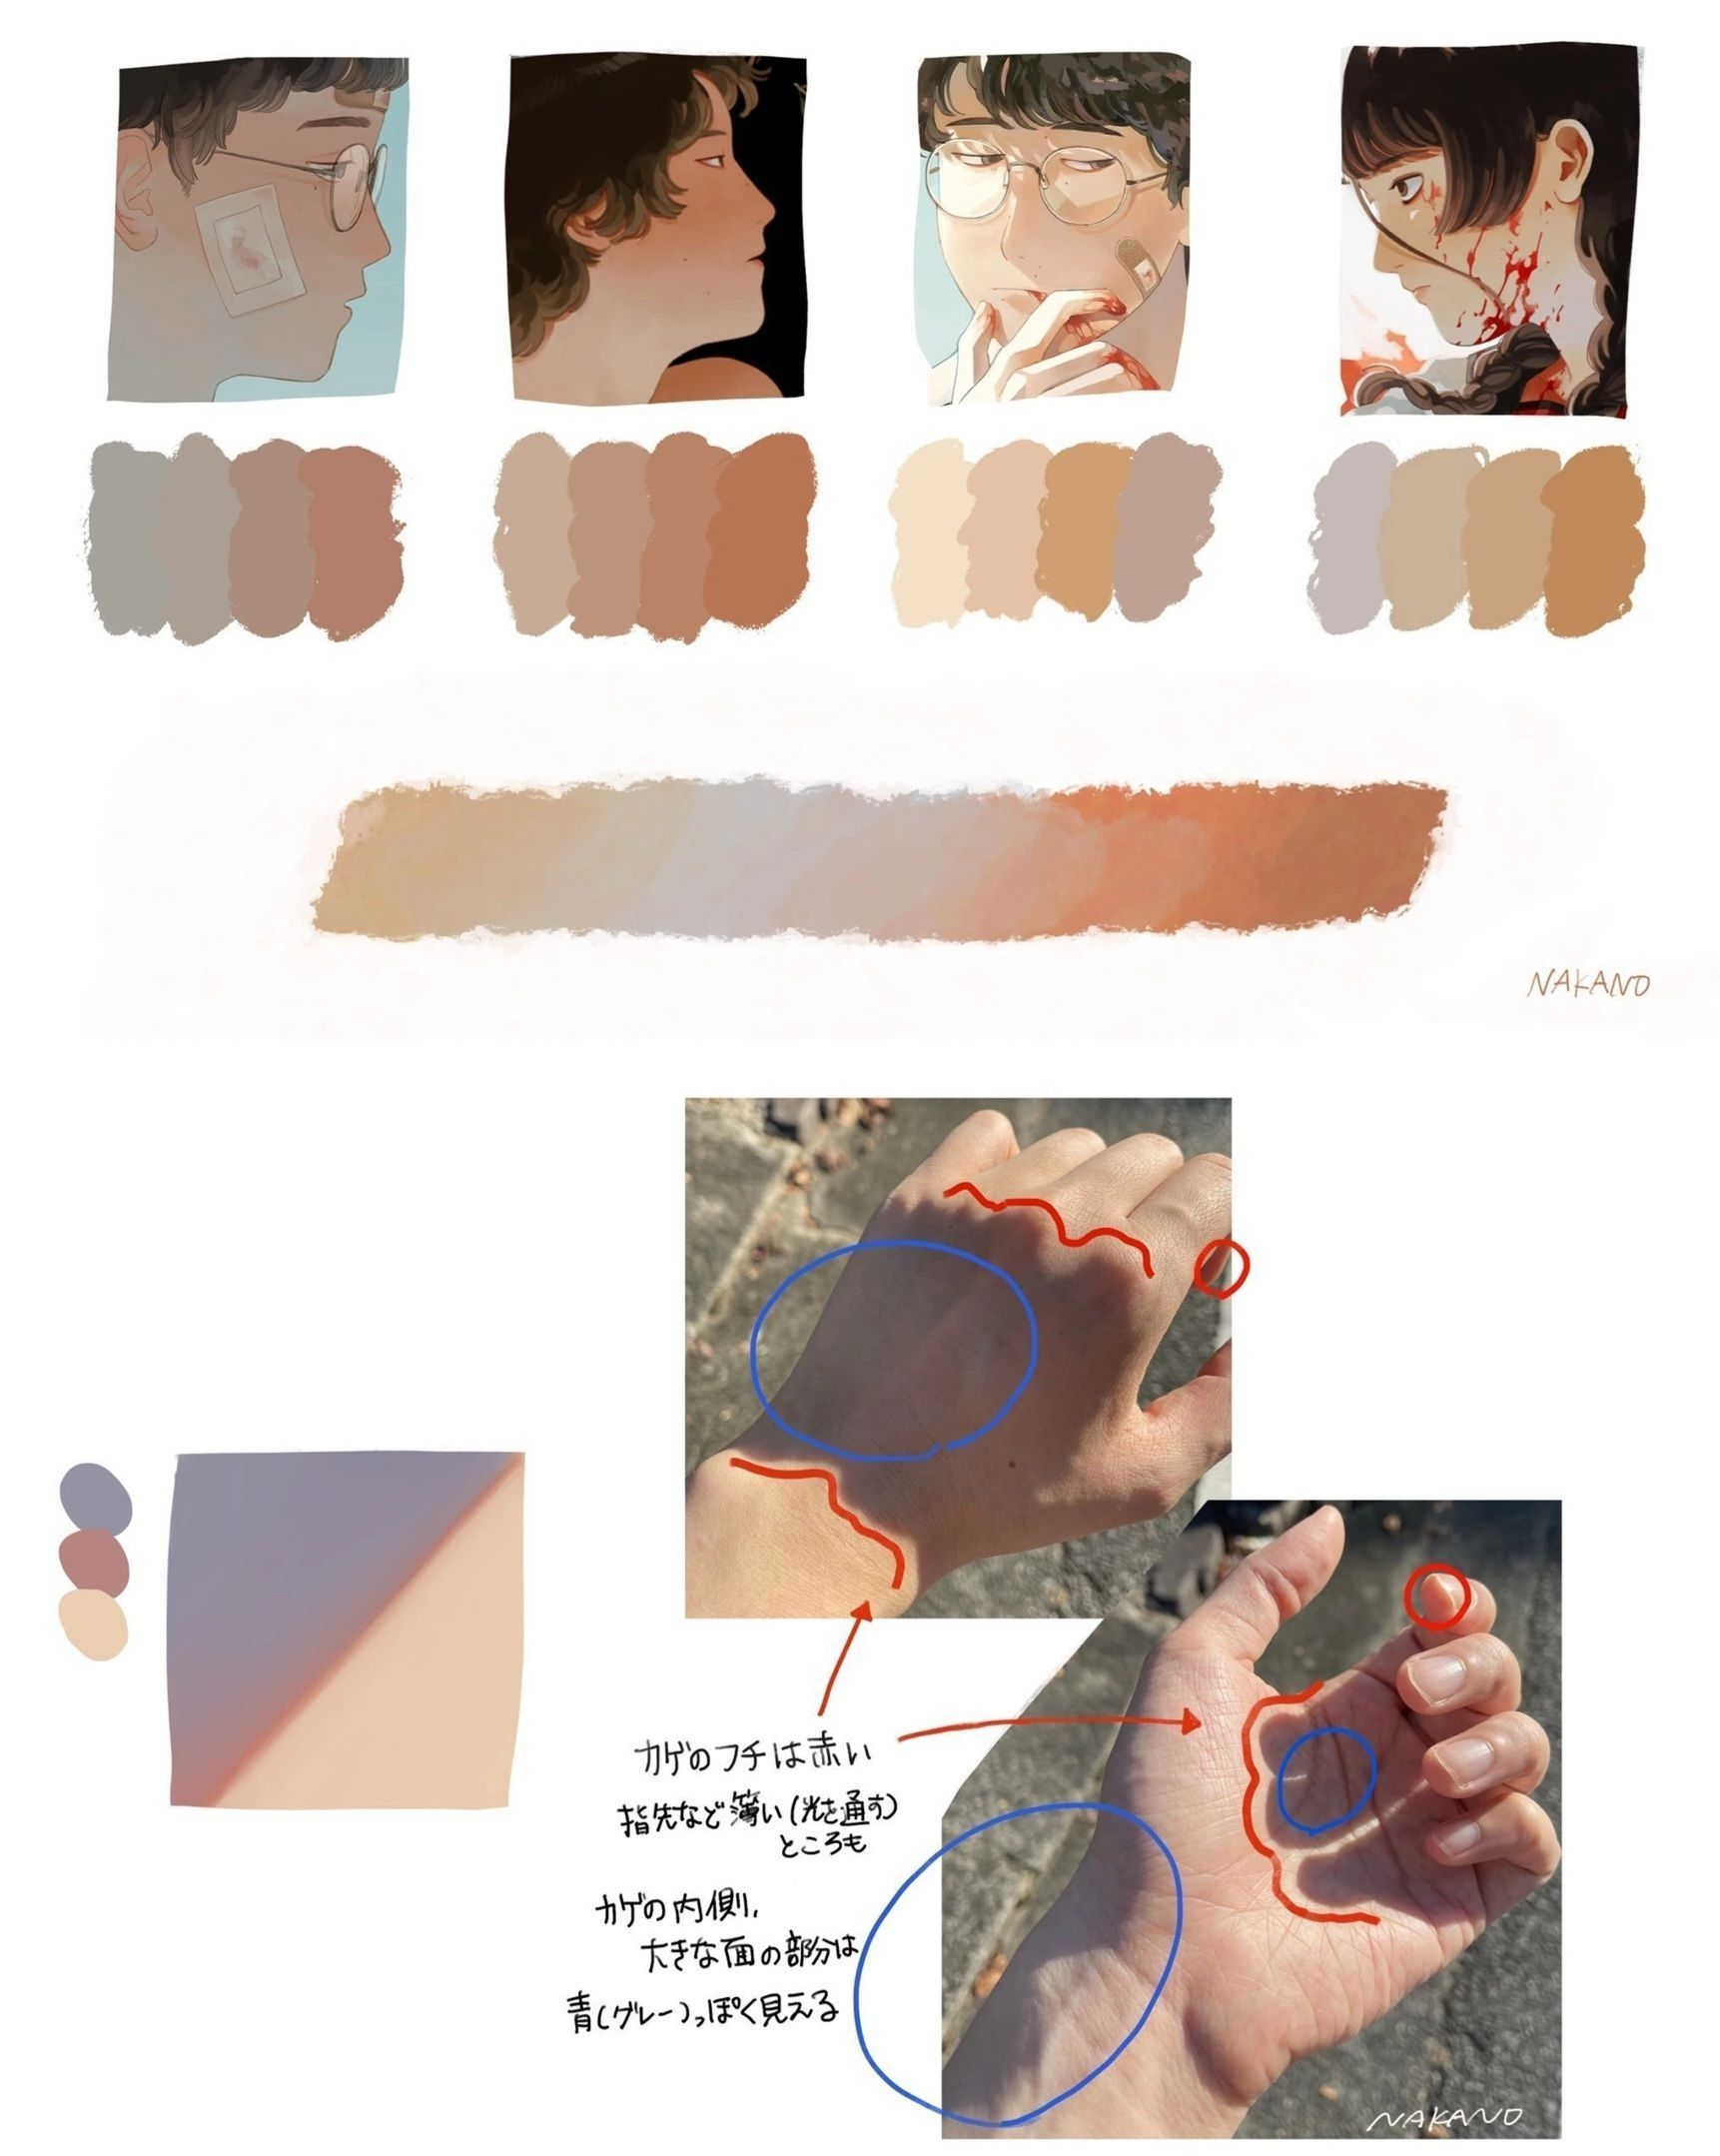 NAKANO
カゲのフチは赤い
指先など薄い(光を通す)
ところも
カゲの内側、
大きな面の部分は
青(グレー)っぽく見える
NAKANO